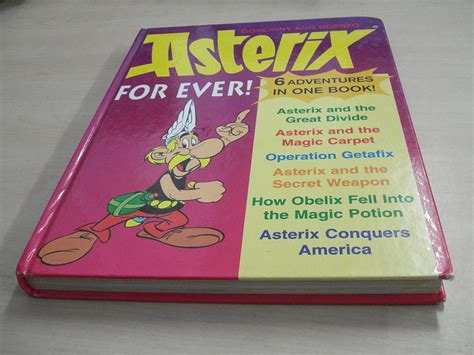 GOSCINNY AND UDERZO
Asterix
FOR EVER!
6 ADVENTURES
IN ONE BOOK!
Asterix and the
Great Divide
Asterix and the
Magic Carpet
Operation Getafix
Asterix and the
Secret Weapon
How Obelix Fell Into
the Magic Potion
Asterix Conquers
America